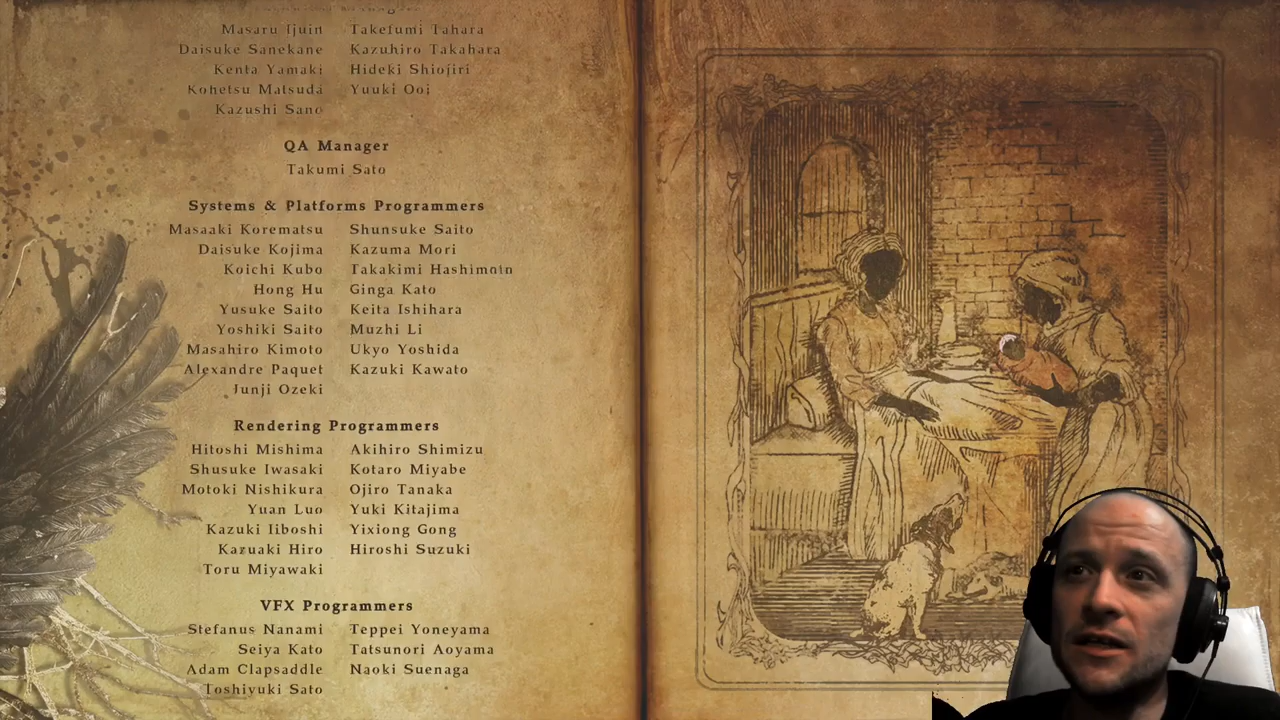 Masaru Ijuin Takefumi Tahara
Daisuke Sanekane Kazuhiro Takahara
Kenta Yamaki Hideki Shiojiri
Kohetsu Matsuda Yuuki Ooi
Kazushi Sano
QA Manager
Takumi Sato
Systems & Platforms Programmers
Masaaki Korematsu Shunsuke Saito
Daisuke Kojima Kazuma Mori
Koichi Kubo Takakimi Hashimoto
Hong Hu Ginga Kato
Yusuke Saito Keita Ishihara
Yoshiki Saito Muzhi Li
Masahiro Kimoto Ukyo Yoshida
Alexandre Paquet Kazuki Kawato
Junji Ozeki
Rendering Programmers
Hitoshi Mishima Akihiro Shimizu
Shusuke Iwasaki Kotaro Miyabe
Motoki Nishikura Ojiro Tanaka
Yuan Luo Yuki Kitajima
Kazuki Iiboshi Yixiong Gong
Kazuaki Hiro Hiroshi Suzuki
Toru Miyawaki
VFX Programmers
Stefanus Nanami Teppei Yoneyama
Seiya Kato Tatsunori Aoyama
Adam Clapsaddle Naoki Suenaga
Toshiyuki Sato